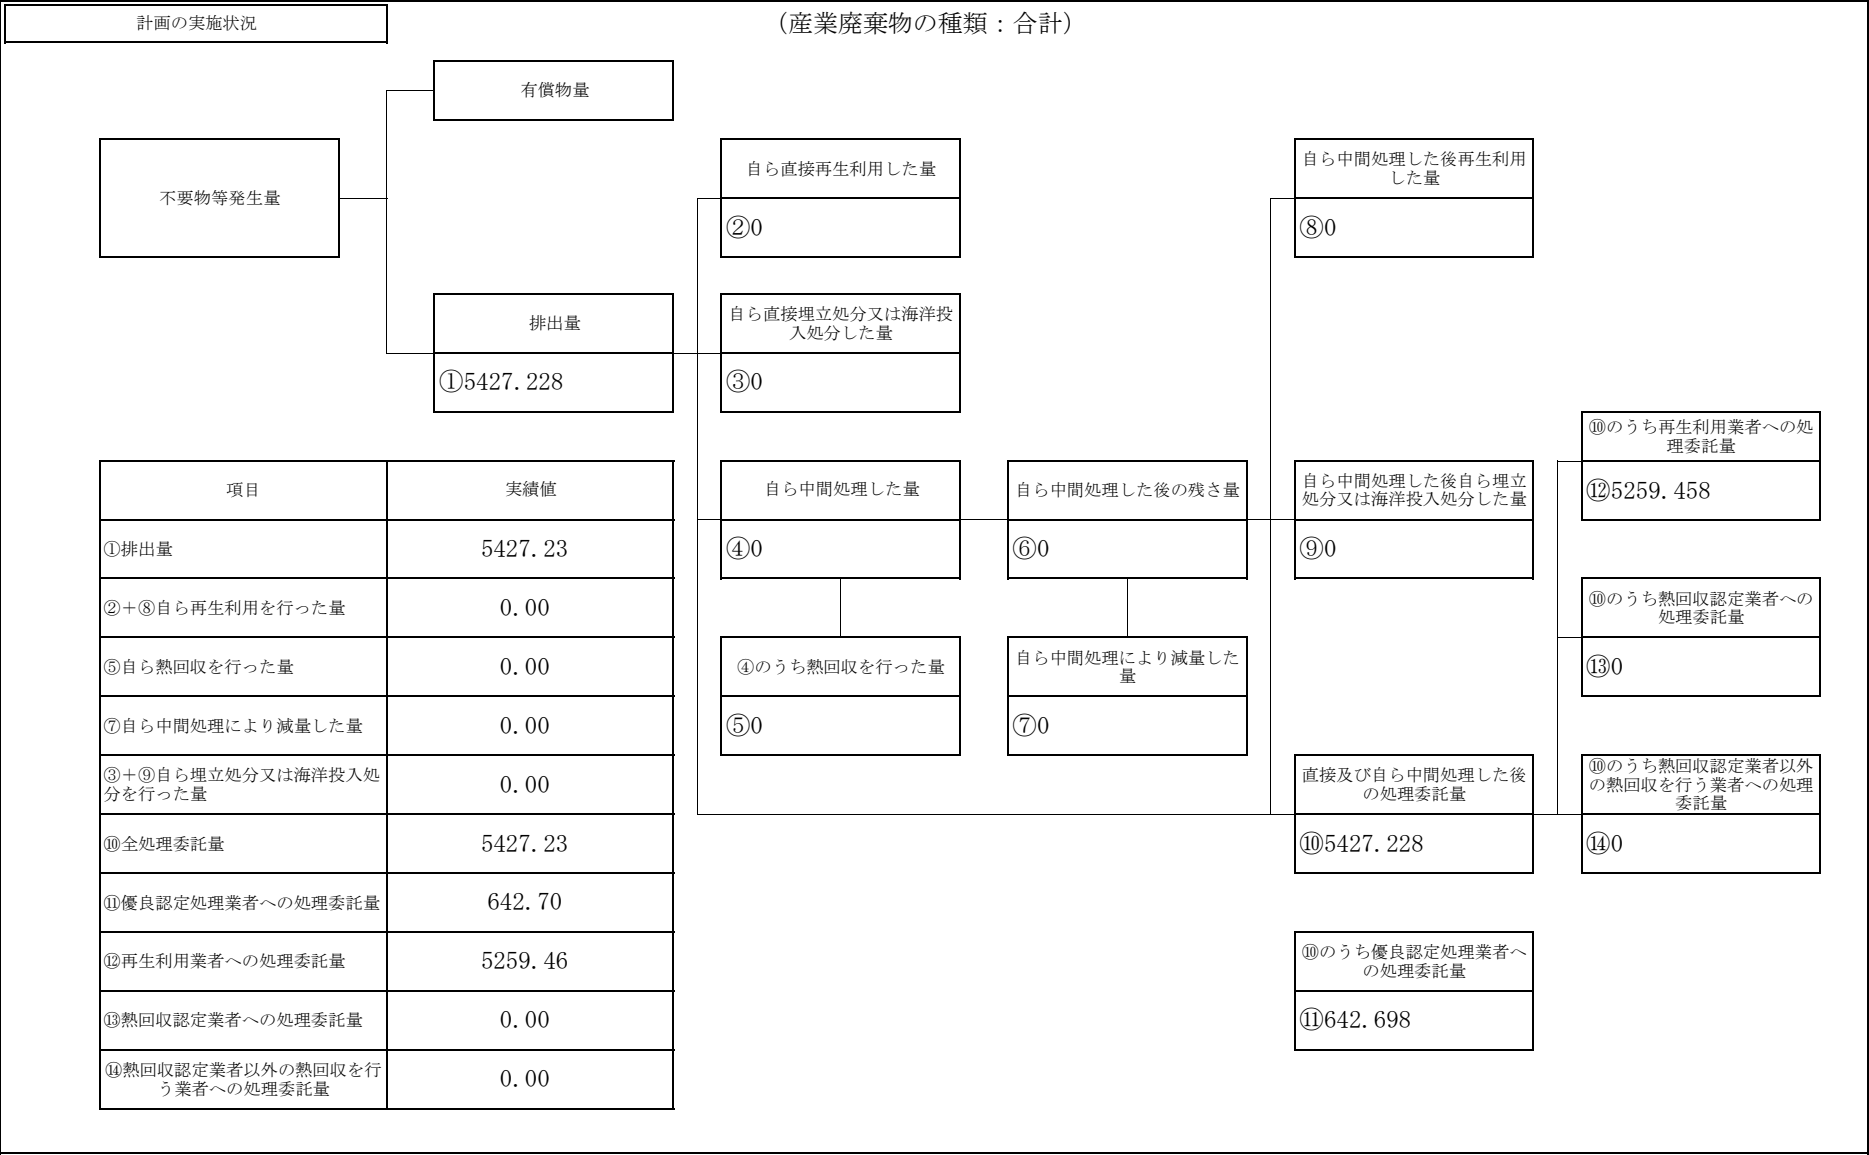 計画の実施状況
（産業廃棄物の種類：合計）
有償物量
不要物等発生量
自ら直接再生利用した量
②0
自ら中間処理した後再生利用
した量
⑧0
排出量
①5427.228
自ら直接埋立処分又は海洋投
入処分した量
③0
項目
実績値
①排出量
5427.23
②＋⑧自ら再生利用を行った量
0.00
⑤自ら熱回収を行った量
0.00
⑦自ら中間処理により減量した量
0.00
③＋⑨自ら埋立処分又は海洋投入処
分を行った量
0.00
⑩全処理委託量
5427.23
⑪優良認定処理業者への処理委託量
642.70
⑫再生利用業者への処理委託量
5259.46
⑬熱回収認定業者への処理委託量
0.00
⑭熱回収認定業者以外の熱回収を行
う業者への処理委託量
0.00
自ら中間処理した量
④0
④のうち熱回収を行った量
⑤0
自ら中間処理した後の残さ量
⑥0
自ら中間処理により減量した
量
⑦0
自ら中間処理した後自ら埋立
処分又は海洋投入処分した量
⑨0
直接及び自ら中間処理した後
の処理委託量
⑩5427.228
⑩のうち優良認定処理業者へ
の処理委託量
⑪642.698
⑩のうち再生利用業者への処
理委託量
⑫5259.458
⑩のうち熱回収認定業者への
処理委託量
⑬0
⑩のうち熱回収認定業者以外
の熱回収を行う業者への処理
委託量
⑭0